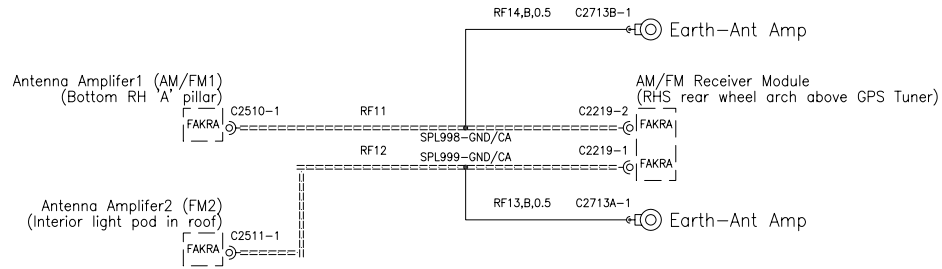 RF14,B,0.5 C2713B-1
Earth-Ant Amp
Antenna Amplifer1 (AM/FM1)
(Bottom RH 'A' pillar)
AM/FM Receiver Module
(RHS rear wheel arch above GPS Tuner)
FAKRA C2510-1 RF11 C2219-2 FAKRA
SPL998-GND/CA
RF12 SPL999-GND/CA C2219-1 FAKRA
RF13,B,0.5 C2713A-1
Earth-Ant Amp
Antenna Amplifer2 (FM2)
(Interior light pod in roof)
FAKRA C2511-1